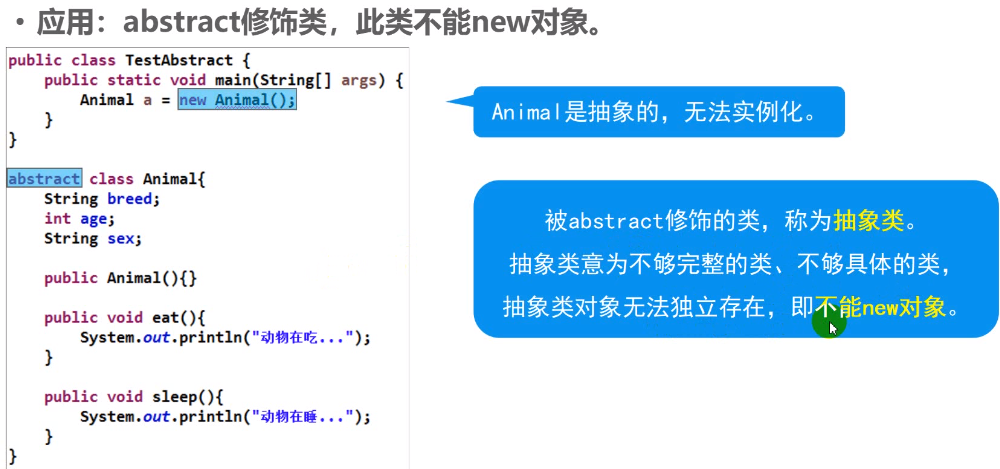 • 应用：abstract修饰类，此类不能new对象。
public class TestAbstract {
    public static void main(String[] args) {
        Animal a = new Animal();
    }
}
abstract class Animal{
    String breed;
    int age;
    String sex;
    public Animal(){}
    public void eat(){
        System.out.println("动物在吃...");
    }
    public void sleep(){
        System.out.println("动物在睡...");
    }
}
Animal是抽象的，无法实例化。
被abstract修饰的类，称为抽象类。
抽象类意为不够完整的类、不够具体的类，
抽象类对象无法独立存在，即不能new对象。